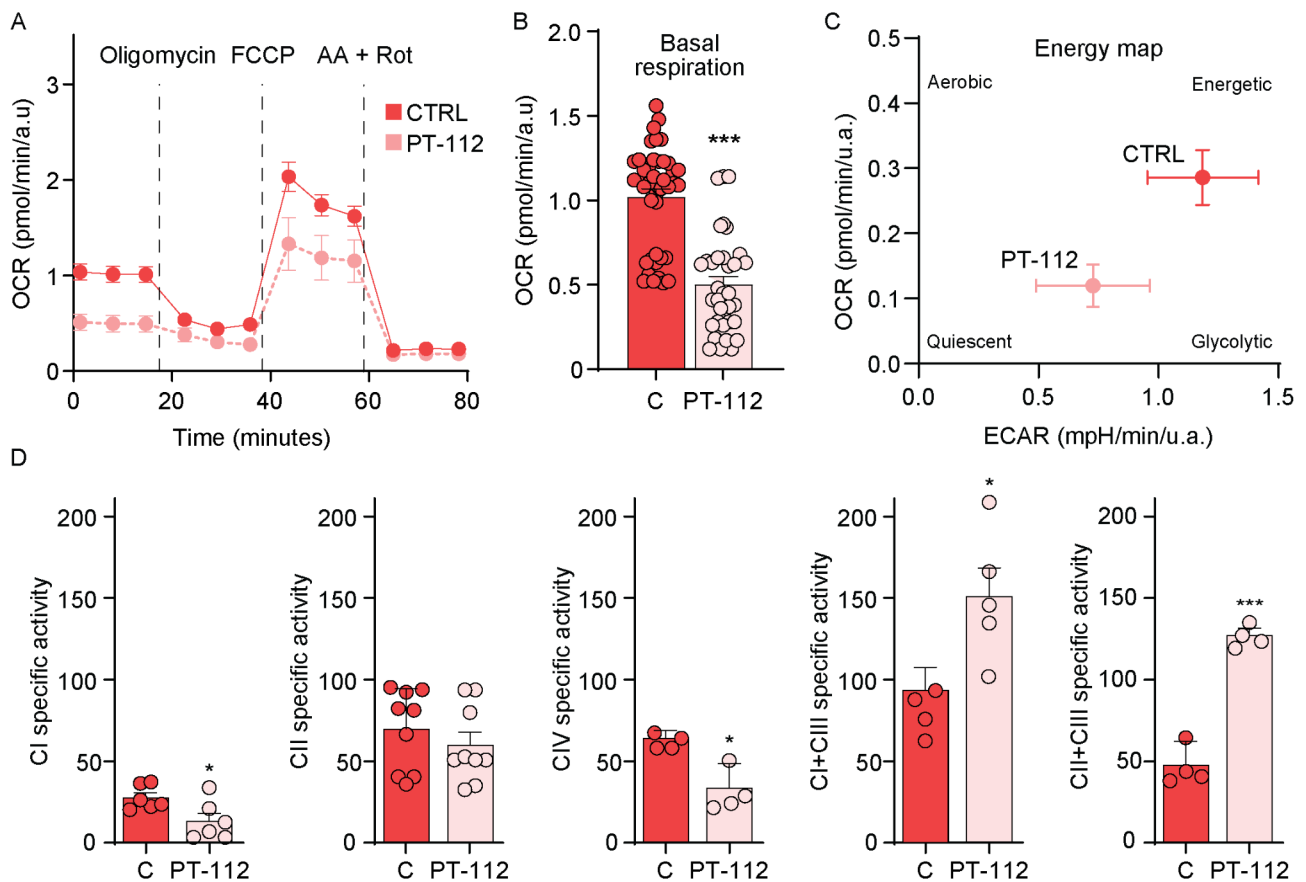 A
Oligomycin FCCP AA + Rot
CTRL
PT-112
OCR (pmol/min/a.u)
3
2
1
0
0 20 40 60 80
Time (minutes)
B
Basal
respiration
***
OCR (pmol/min/a.u)
1.5
1.0
0.5
0
C PT-112
C
Energy map
Aerobic Energetic
CTRL
PT-112
Quiescent Glycolytic
OCR (pmol/min/u.a.)
0.5
0.4
0.3
0.2
0.1
0.0
0.0 0.5 1.0 1.5
ECAR (mpH/min/u.a.)
D
CI specific activity
200
150
100
50
0
*
C PT-112
CII specific activity
200
150
100
50
0
C PT-112
CIV specific activity
200
150
100
50
0
*
C PT-112
CI+CIII specific activity
200
150
100
50
0
*
C PT-112
CII+CIII specific activity
200
150
100
50
0
***
C PT-112